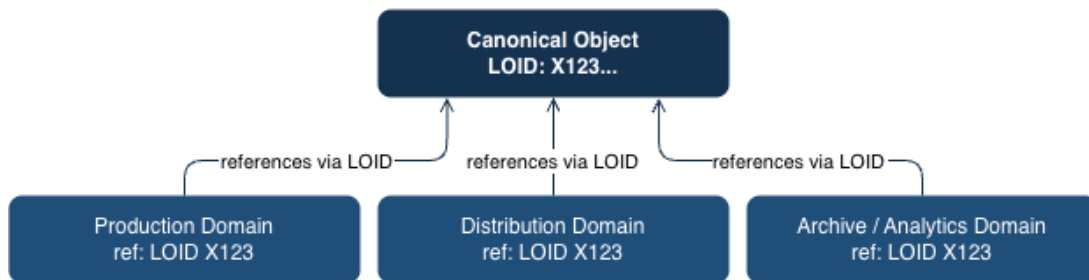 Canonical Object
LOID: X123...
references via LOID
references via LOID
references via LOID
Production Domain
ref: LOID X123
Distribution Domain
ref: LOID X123
Archive / Analytics Domain
ref: LOID X123